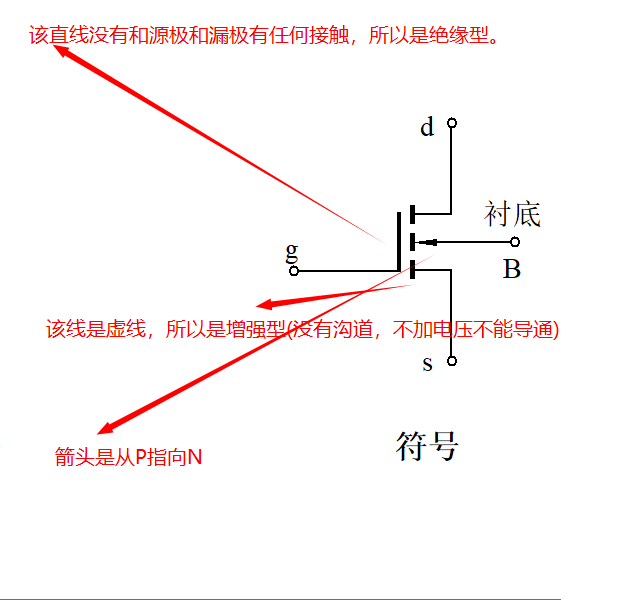 该直线没有和源极和漏极有任何接触，所以是绝缘型。
d
衬底
g
B
该线是虚线，所以是增强型(没有沟道，不加电压不能导通)
s
符号
箭头是从P指向N